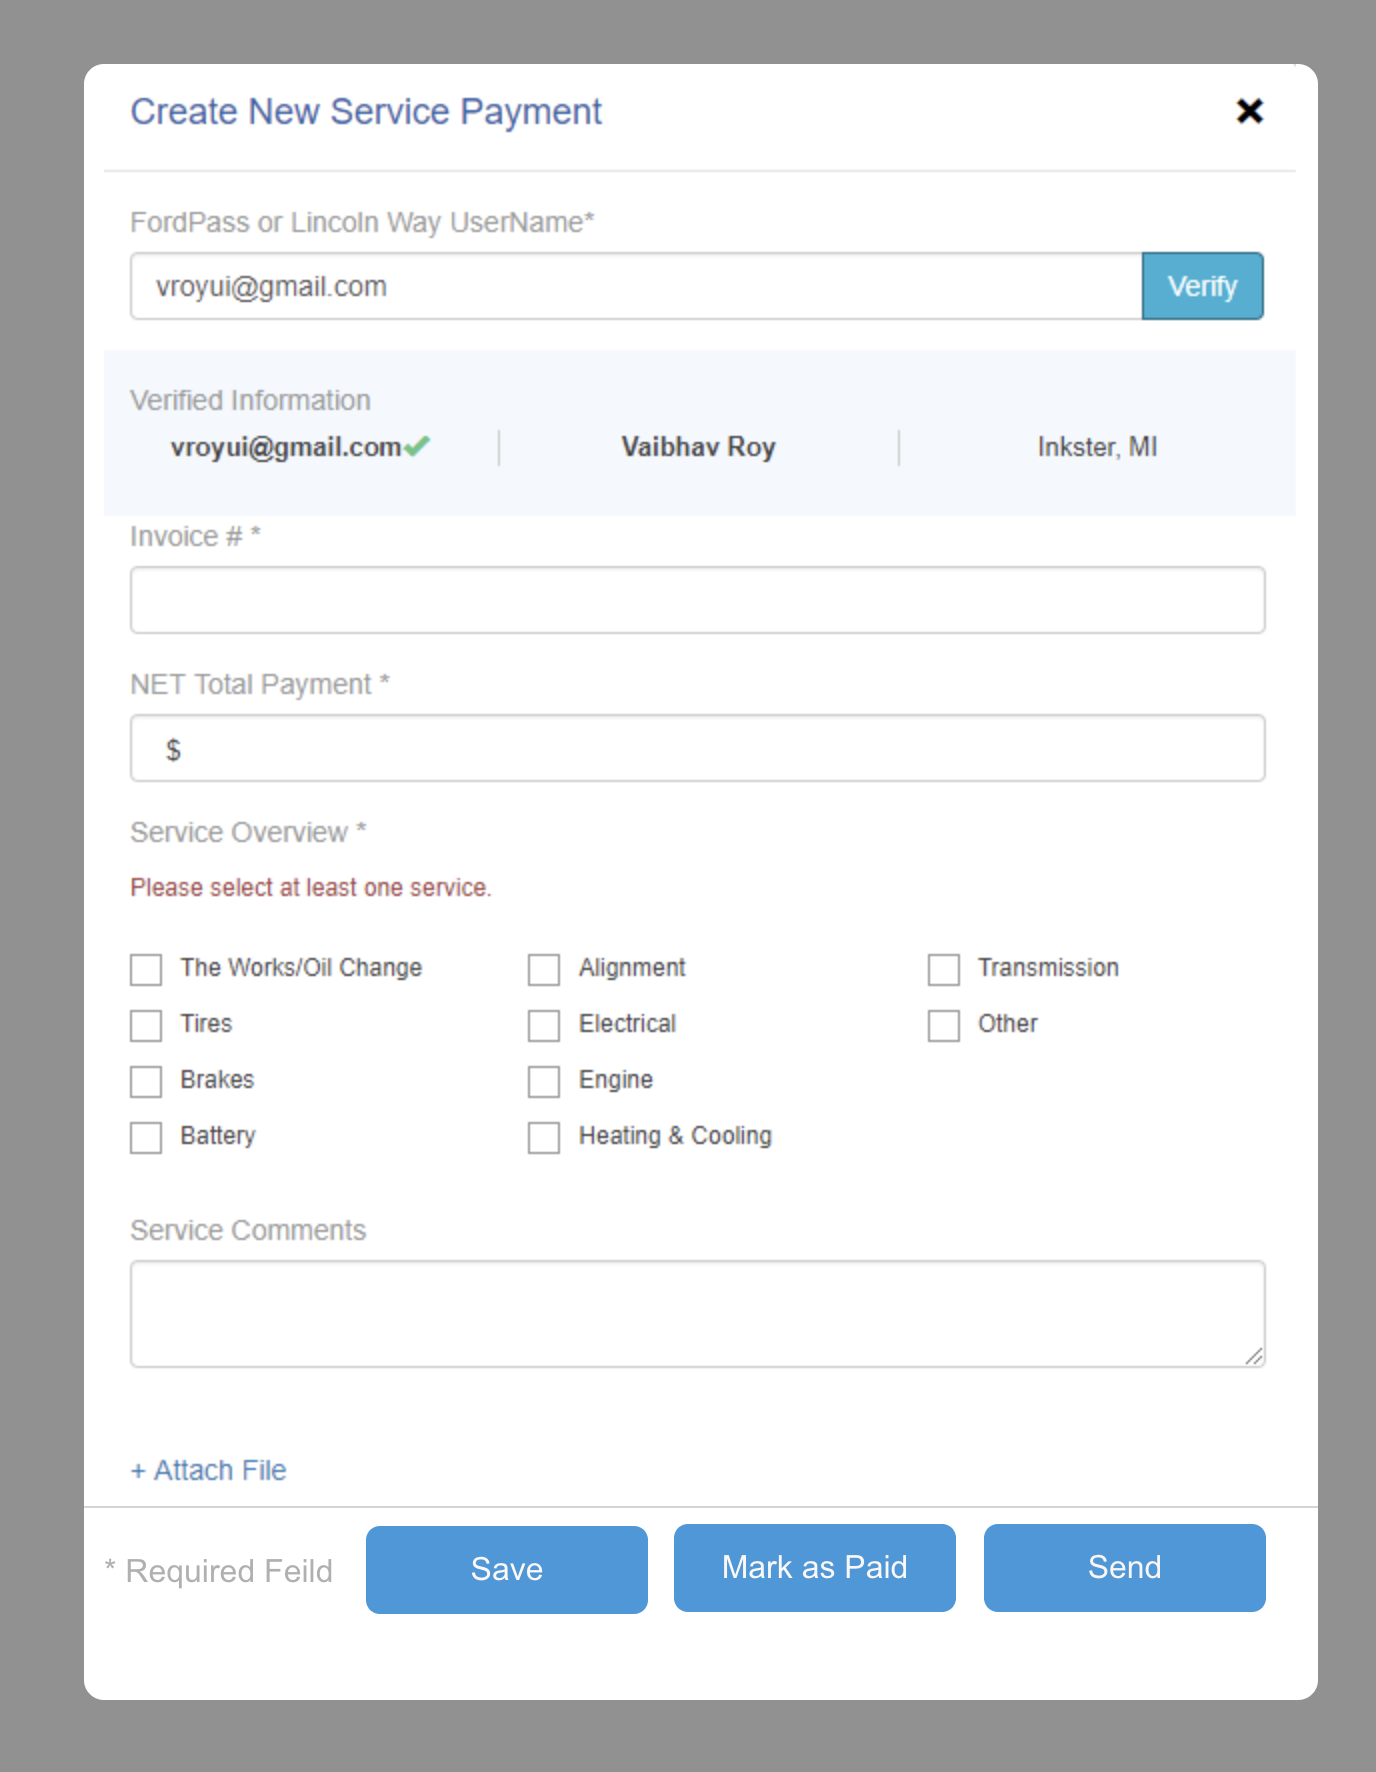 Create New Service Payment
FordPass or Lincoln Way UserName*
vroyui@gmail.com Verify
Verified Information
vroyui@gmail.com Vaibhav Roy Inkster, MI
Invoice # *
NET Total Payment *
$
Service Overview *
Please select at least one service.
The Works/Oil Change Alignment Transmission
Tires Electrical Other
Brakes Engine
Battery Heating & Cooling
Service Comments
+ Attach File
* Required Feild Save Mark as Paid Send